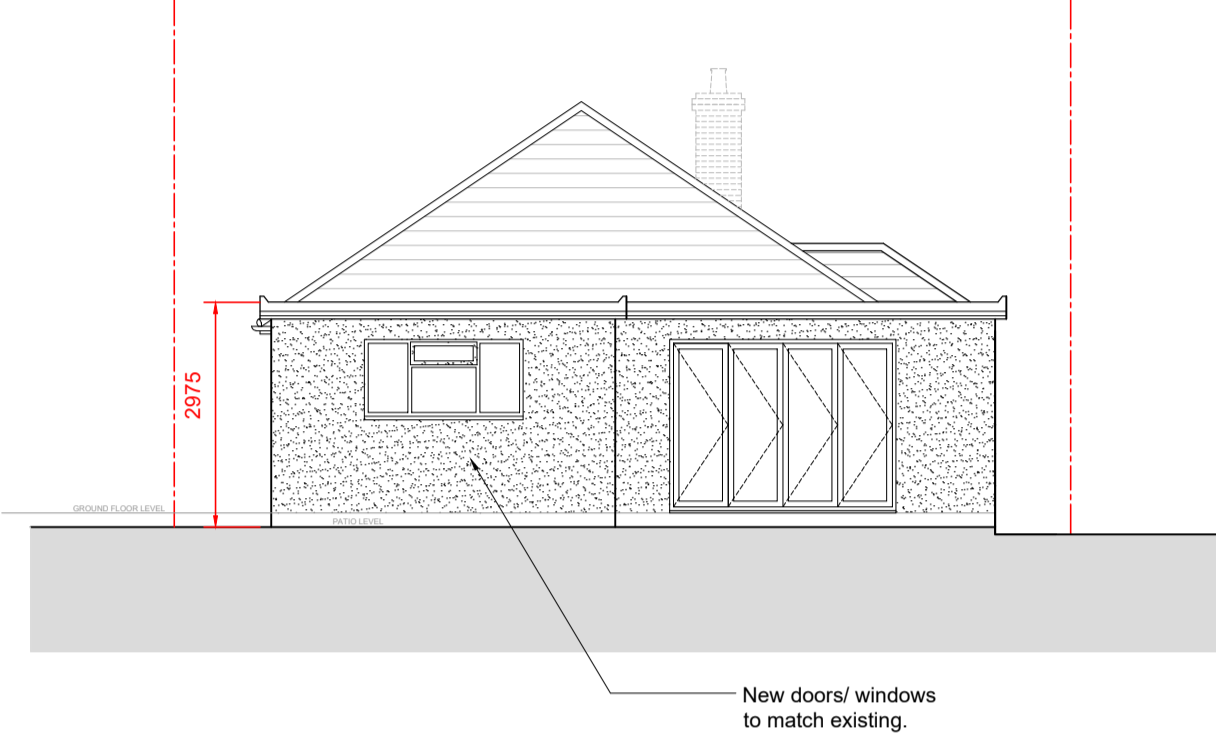 2975
GROUND FLOOR LEVEL
PATIO LEVEL
New doors/ windows
to match existing.